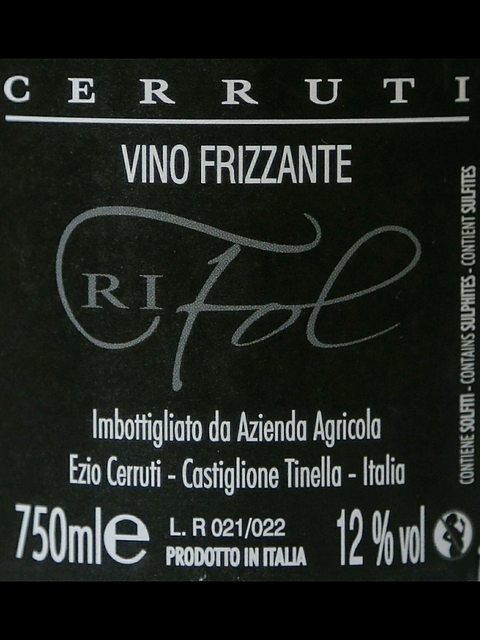 CERRUTI
VINO FRIZZANTE
RI Fol
Imbottigliato da Azienda Agricola
Ezio Cerruti - Castiglione Tinella - Italia
750ml e
L. R 021/022
PRODOTTO IN ITALIA
12 % vol
CONTIENE SOLFITI - CONTAINS SULPHITES - CONTIENT SULFITES